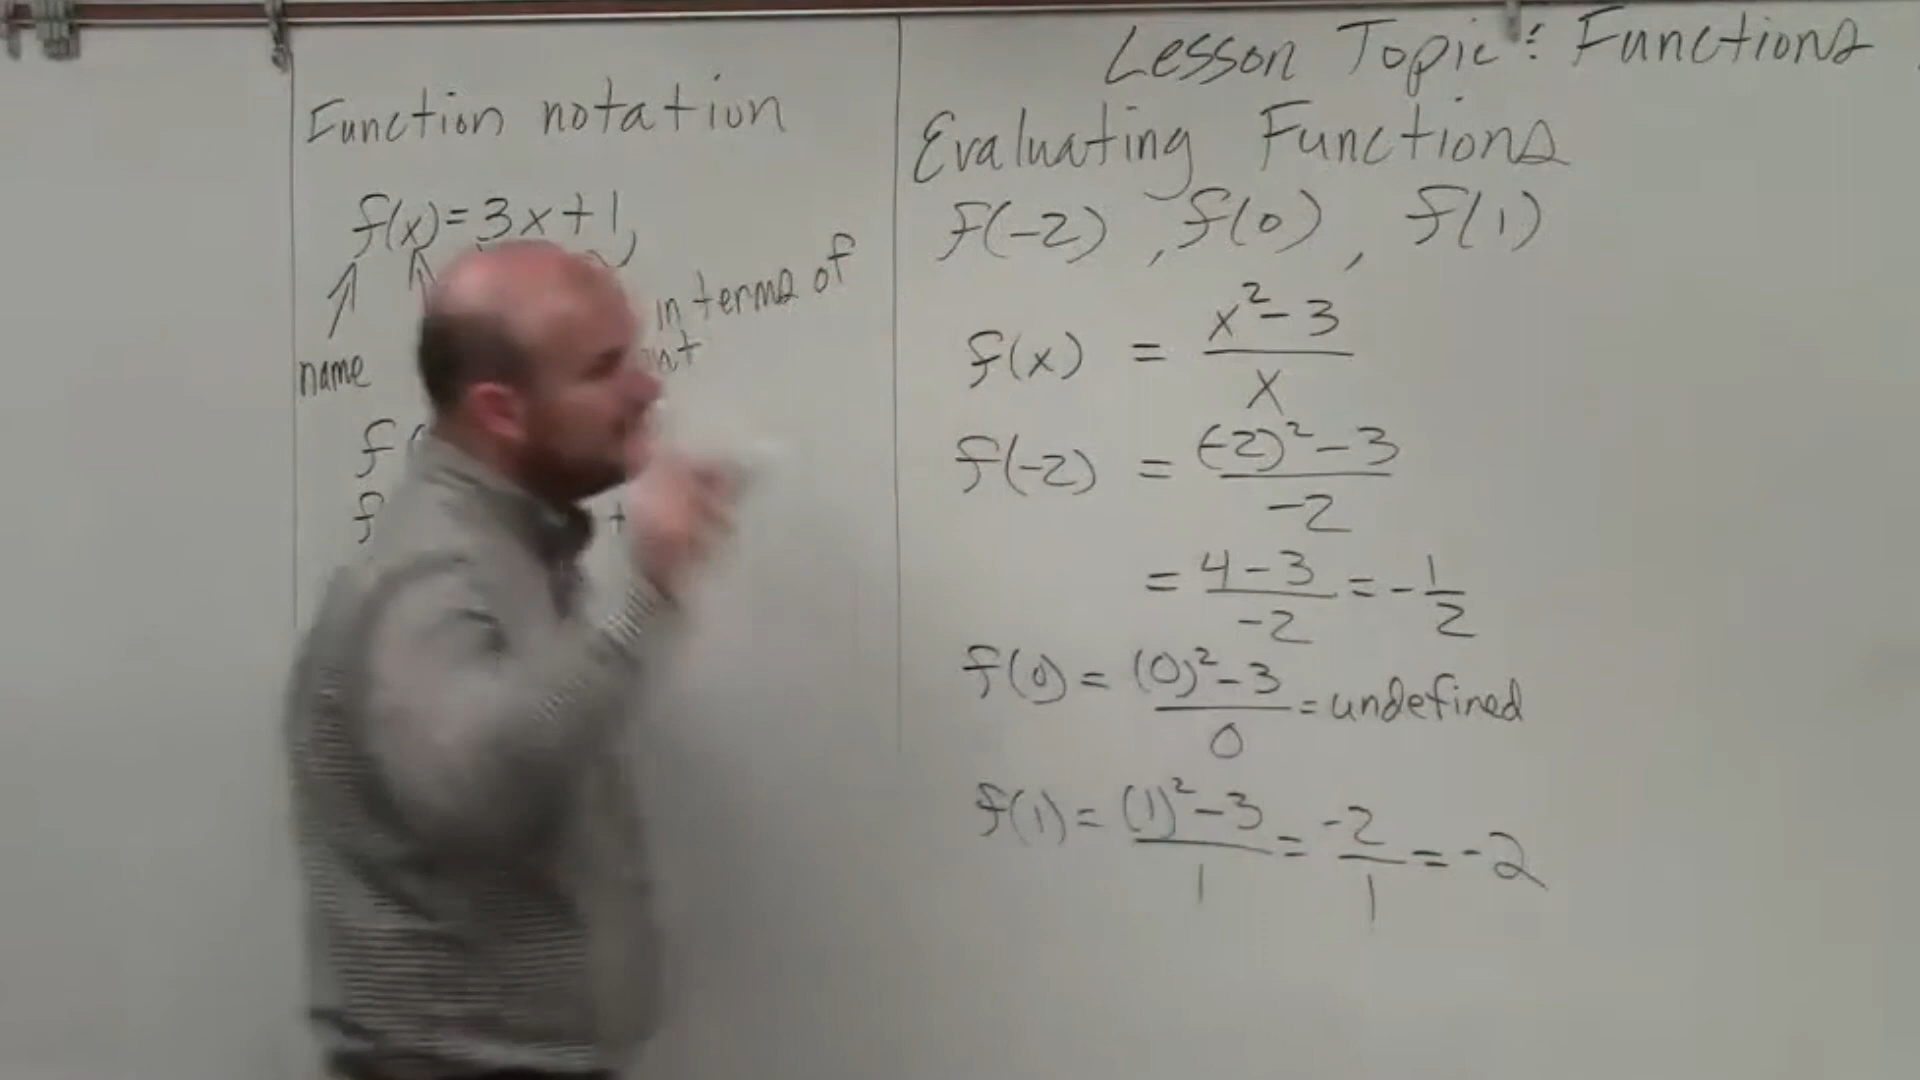 Lesson Topic: Functions
Function notation
f(x)=3x+1
in terms of
name
Evaluating Functions
f(-2), f(0), f(1)
f(x) = x²-3 / x
f(-2) = (-2)²-3 / -2
= 4-3 / -2 = -1/2
f(0) = (0)²-3 / 0 = undefined
f(1) = (1)²-3 / 1 = -2 / 1 = -2